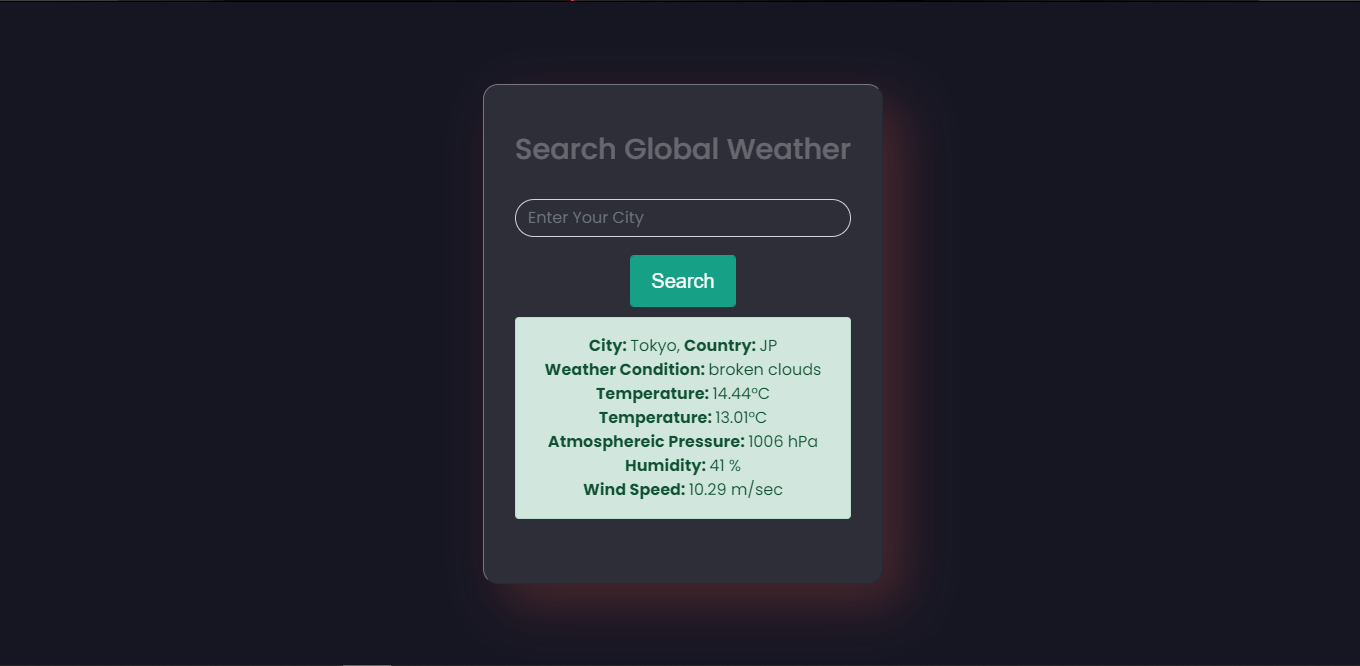 Search Global Weather
Enter Your City
Search
City: Tokyo, Country: JP
Weather Condition: broken clouds
Temperature: 14.44°C
Temperature: 13.01°C
Atmosphereic Pressure: 1006 hPa
Humidity: 41 %
Wind Speed: 10.29 m/sec